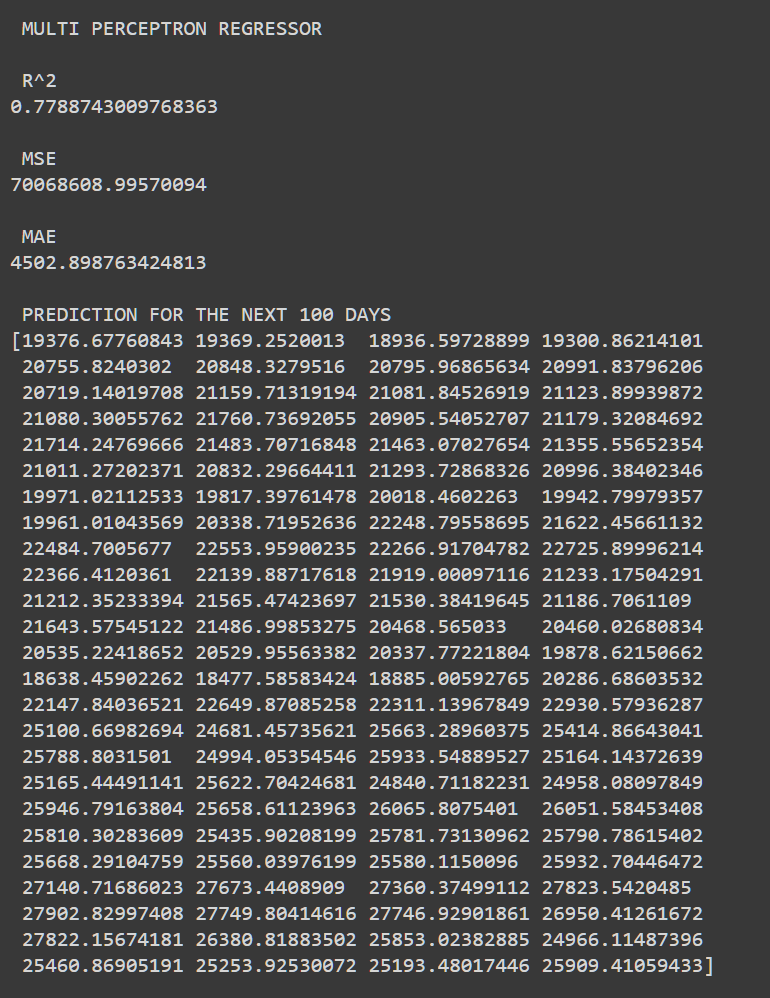 MULTI PERCEPTRON REGRESSOR
R^2
0.7788743009768363
MSE
70068608.99570094
MAE
4502.898763424813
PREDICTION FOR THE NEXT 100 DAYS
[19376.67760843 19369.2520013  18936.59728899 19300.86214101
20755.8240302  20848.3279516  20795.96865634 20991.83796206
20719.14019708 21159.71319194 21081.84526919 21123.89939872
21080.30055762 21760.73692055 20905.54052707 21179.32084692
21714.24769666 21483.70716848 21463.07027654 21355.55652354
21011.27202371 20832.29664411 21293.72868326 20996.38402346
19971.02112533 19817.39761478 20018.4602263  19942.79979357
19961.01043569 20338.71952636 22248.79558695 21622.45661132
22484.7005677  22553.95900235 22266.91704782 22725.89996214
22366.4120361  22139.88717618 21919.00097116 21233.17504291
21212.35233394 21565.47423697 21530.38419645 21186.7061109
21643.57545122 21486.99853275 20468.565033   20460.02680834
20535.22418652 20529.95563382 20337.77221804 19878.62150662
18638.45902262 18477.58583424 18885.00592765 20286.68603532
22147.84036521 22649.87085258 22311.13967849 22930.57936287
25100.66982694 24681.45735621 25663.28960375 25414.86643041
25788.8031501  24994.05354546 25933.54889527 25164.14372639
25165.44491141 25622.70424681 24840.71182231 24958.08097849
25946.79163804 25658.61123963 26065.8075401  26051.58453408
25810.30283609 25435.90208199 25781.73130962 25790.78615402
25668.29104759 25560.03976199 25580.1150096  25932.70446472
27140.71686023 27673.4408909  27360.37499112 27823.5420485
27902.82997408 27749.80414616 27746.92901861 26950.41261672
27822.15674181 26380.81883502 25853.02382885 24966.11487396
25460.86905191 25253.92530072 25193.48017446 25909.41059433]